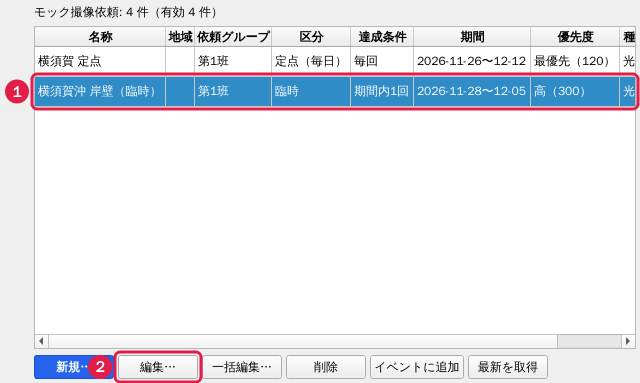 モック撮像依頼: 4 件（有効 4 件）
名称 地域 依頼グループ 区分 達成条件 期間 優先度 種
横須賀 定点 第1班 定点（毎日） 毎回 2026-11-26〜12-12 最優先（120） 光
1 横須賀沖 岸壁（臨時） 第1班 臨時 期間内1回 2026-11-28〜12-05 高（300） 光
新規… 2 編集… 一括編集… 削除 イベントに追加 最新を取得